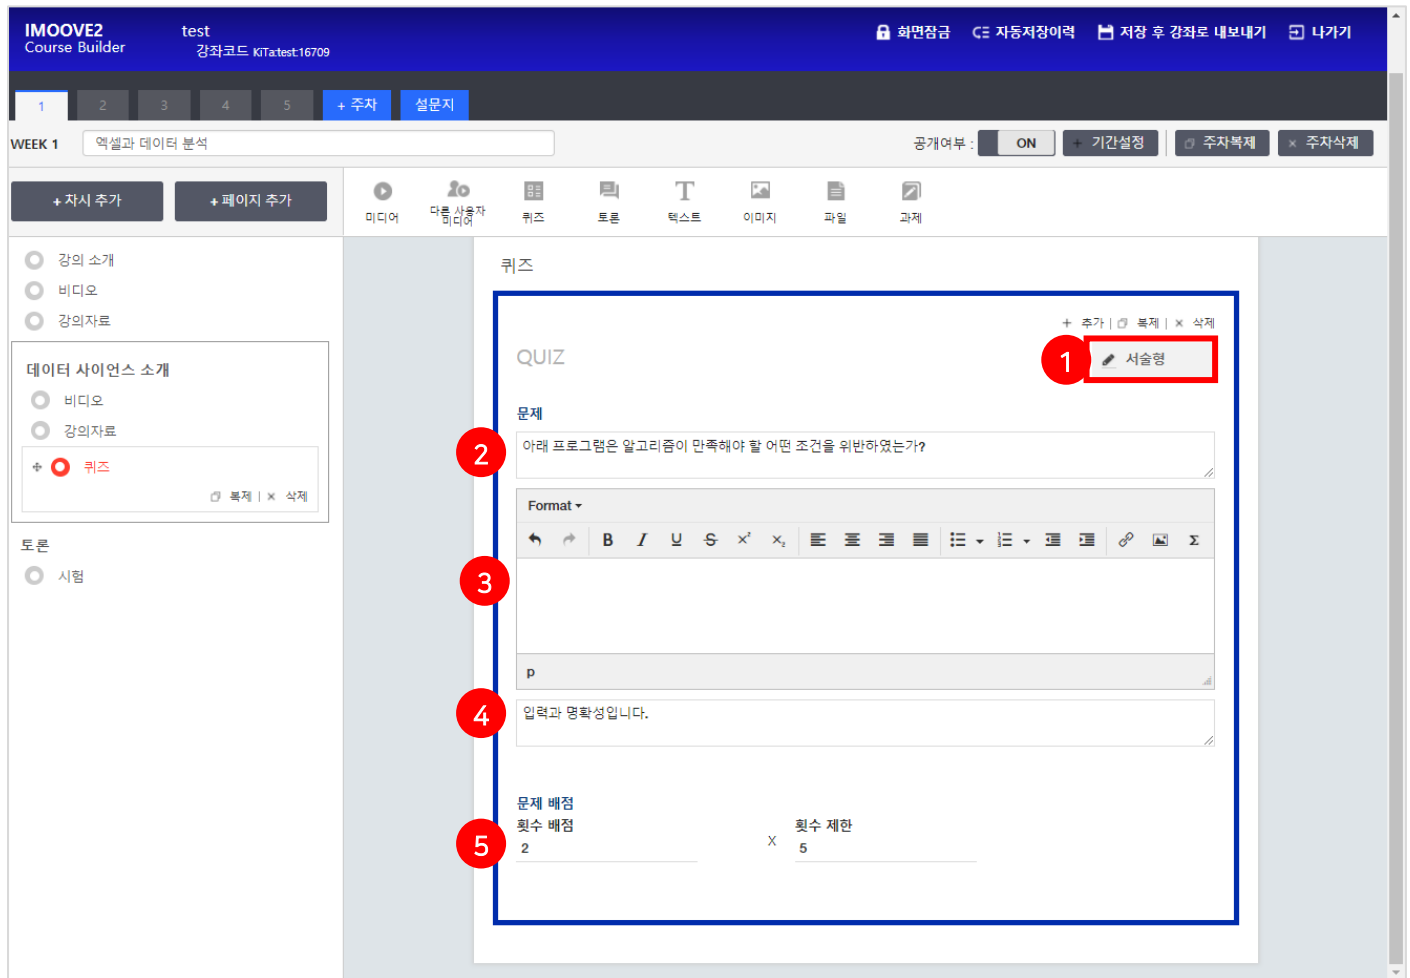 IMOOVE2
Course Builder
test
강좌코드 KiTa:test:16709
화면잠금
자동저장이력
저장 후 강좌로 내보내기
나가기
1
2
3
4
5
+ 주차
설문지
WEEK 1
엑셀과 데이터 분석
공개여부 :
ON
+ 기간설정
주차복제
× 주차삭제
+ 차시 추가
+ 페이지 추가
미디어
다른 사용자
미디어
퀴즈
토론
텍스트
이미지
파일
과제
강의 소개
비디오
강의자료
데이터 사이언스 소개
비디오
강의자료
퀴즈
복제 | × 삭제
토론
시험
퀴즈
+ 추가 | 복제 | × 삭제
QUIZ
1
서술형
문제
2
아래 프로그램은 알고리즘이 만족해야 할 어떤 조건을 위반하였는가?
Format
B I U S x² x₂ Σ
3
p
4
입력과 명확성입니다.
문제 배점
횟수 배점
횟수 제한
5
2
X
5